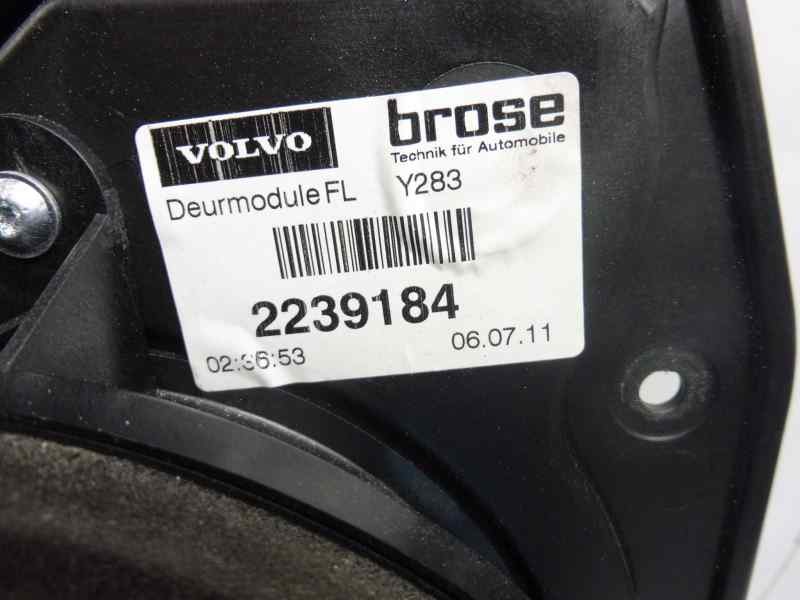 VOLVO
brose
Technik für Automobile
Deurmodule FL Y283
2239184
02:36:53 06.07.11